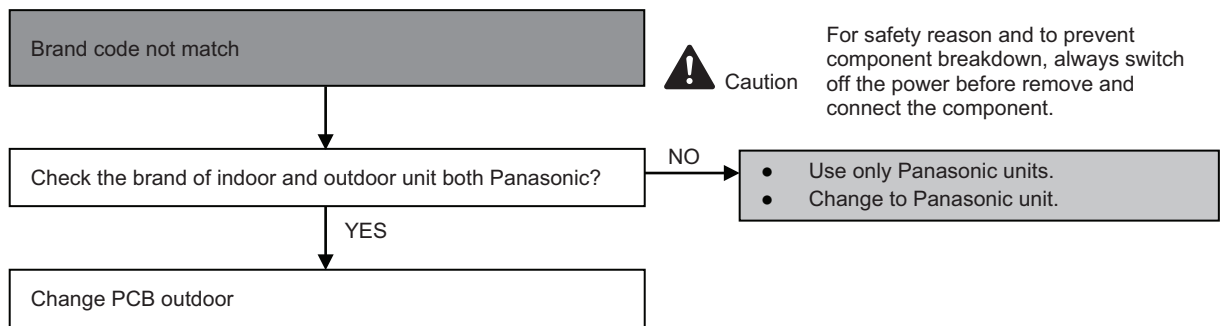 Brand code not match
Caution
For safety reason and to prevent
component breakdown, always switch
off the power before remove and
connect the component.
Check the brand of indoor and outdoor unit both Panasonic?
NO
● Use only Panasonic units.
● Change to Panasonic unit.
YES
Change PCB outdoor